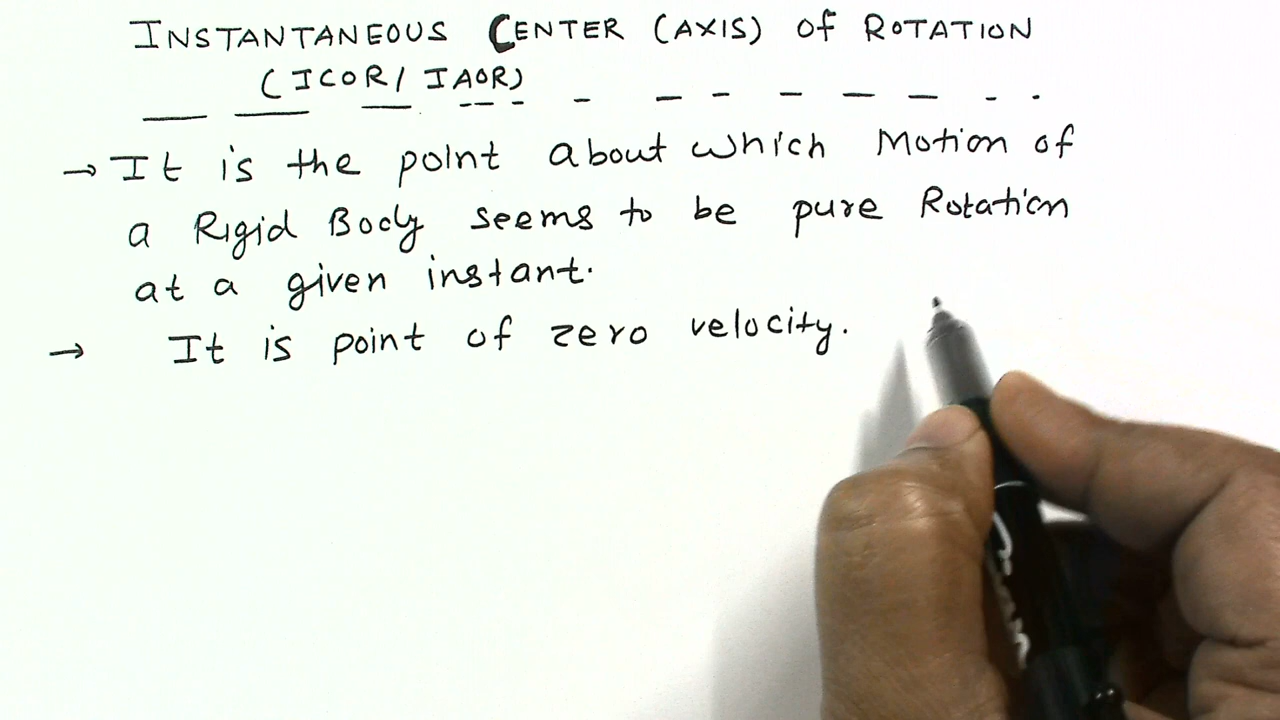 INSTANTANEOUS CENTER (AXIS) Of ROTATION
(ICOR/ IAOR)
→ It is the point about which Motion of
a Rigid Body seems to be pure Rotation
at a given instant.
→ It is point of zero velocity.